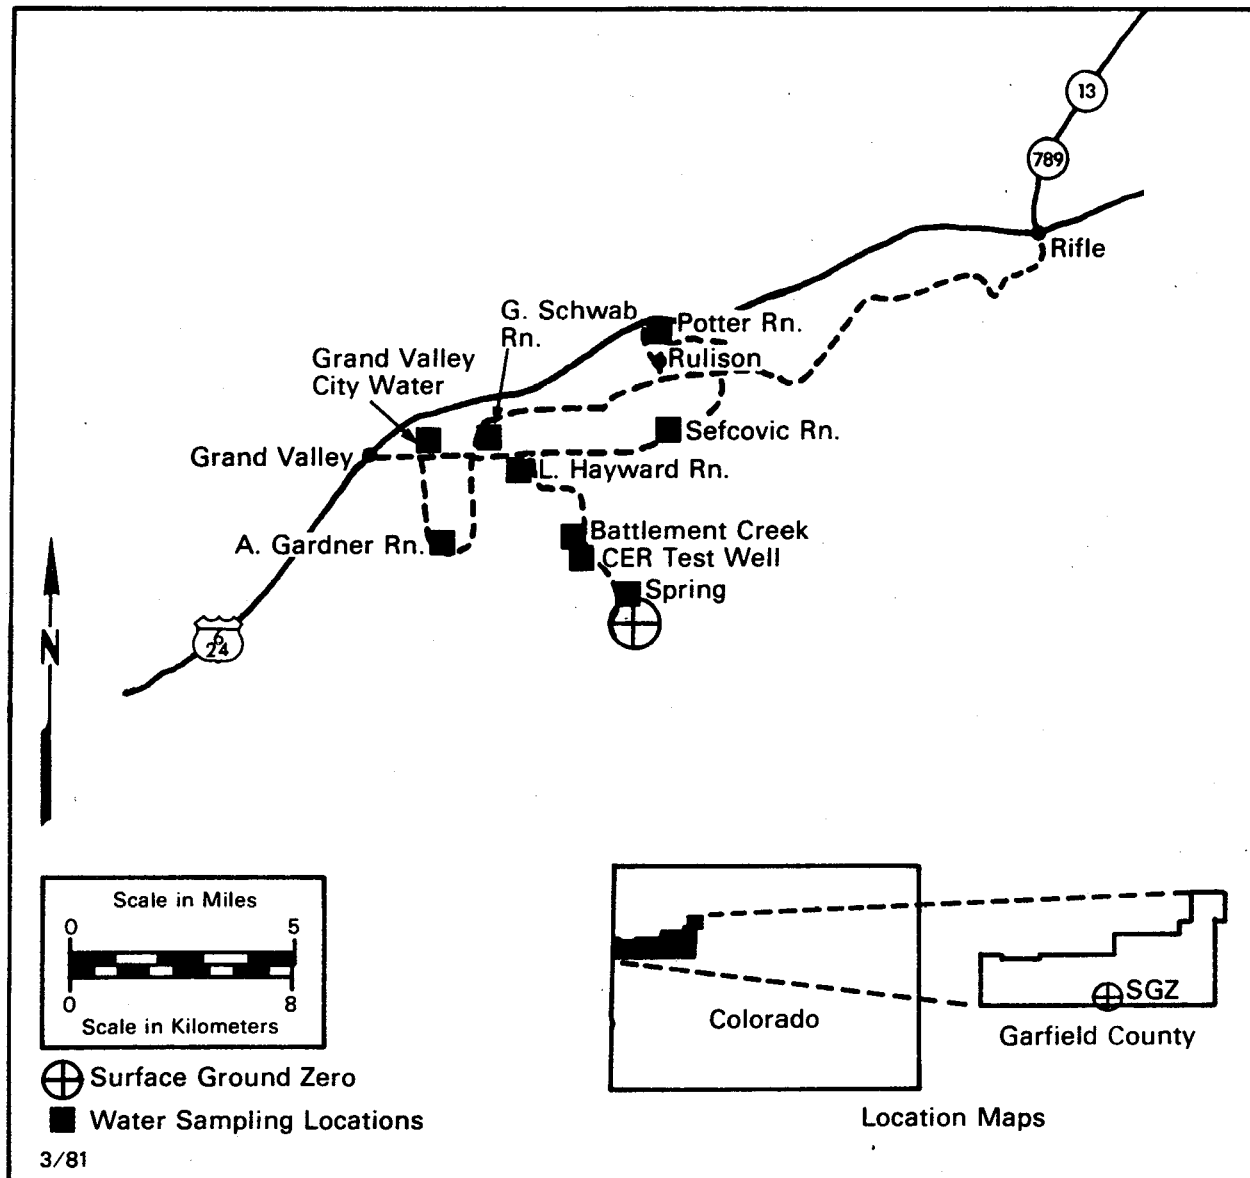 13
789
Rifle
G. Schwab
Rn.
Potter Rn.
Rulison
Grand Valley
City Water
Sefcovic Rn.
Grand Valley
L. Hayward Rn.
A. Gardner Rn.
Battlement Creek
CER Test Well
Spring
6
24
N
Scale in Miles
0 5
0 8
Scale in Kilometers
Surface Ground Zero
Water Sampling Locations
3/81
Colorado
SGZ
Garfield County
Location Maps